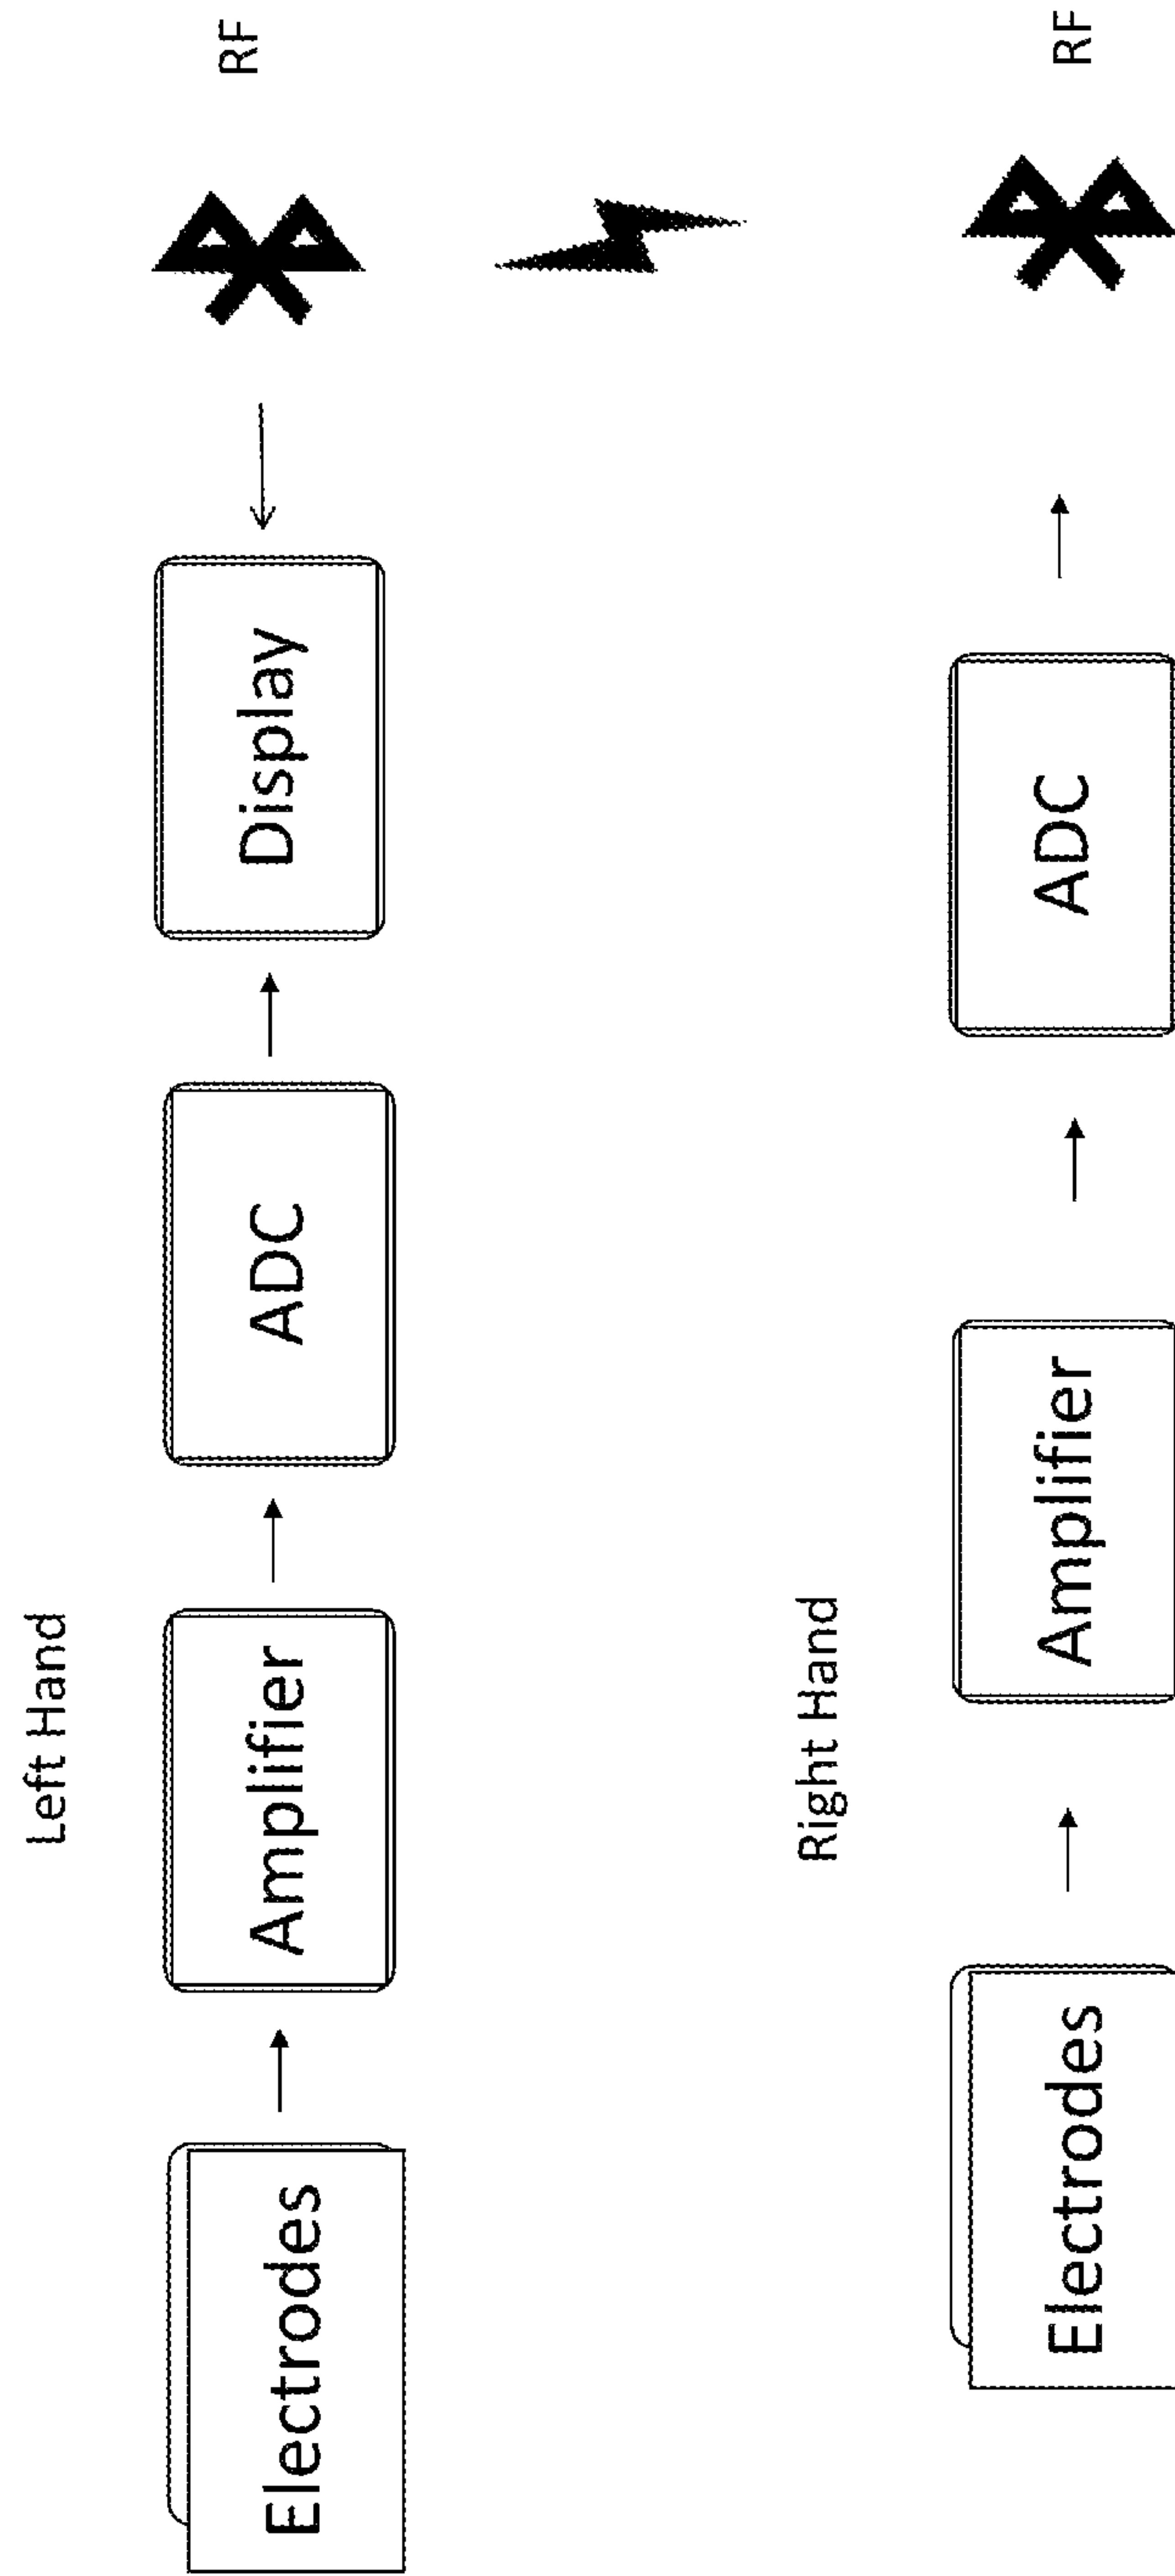 Left Hand
Electrodes
Amplifier
ADC
Display
RF
Right Hand
Electrodes
Amplifier
ADC
RF